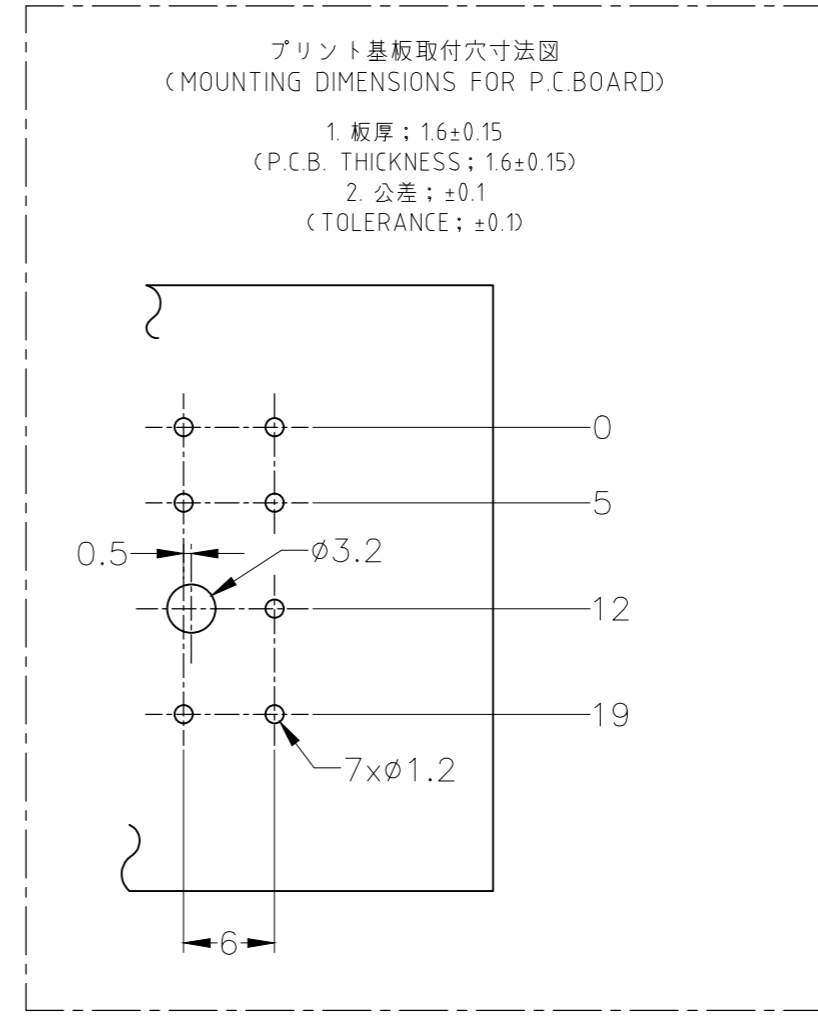 プリント基板取付穴寸法図
(MOUNTING DIMENSIONS FOR P.C.BOARD)
1. 板厚 ; 1.6±0.15
(P.C.B. THICKNESS ; 1.6±0.15)
2. 公差 ; ±0.1
(TOLERANCE ; ±0.1)
0
5
0.5
ø3.2
12
19
7xø1.2
6